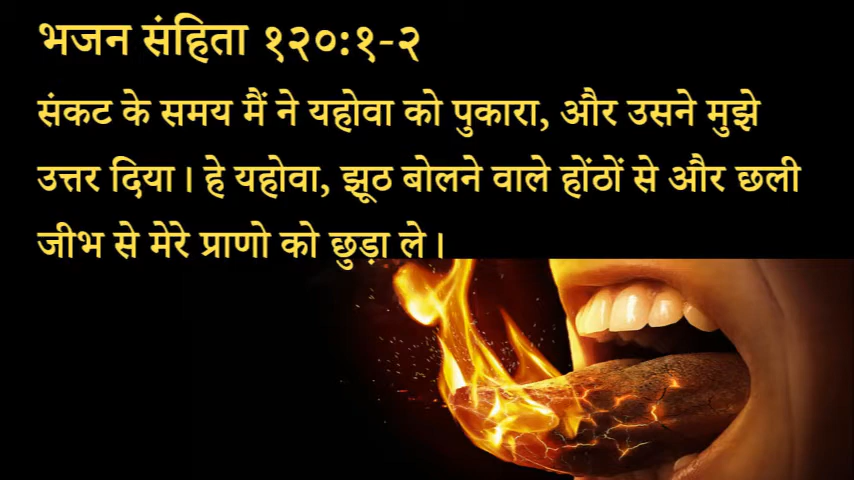 भजन संहिता १२०:१-२
संकट के समय मैं ने यहोवा को पुकारा, और उसने मुझे
उत्तर दिया। हे यहोवा, झूठ बोलने वाले होंठों से और छली
जीभ से मेरे प्राणो को छुड़ा ले।